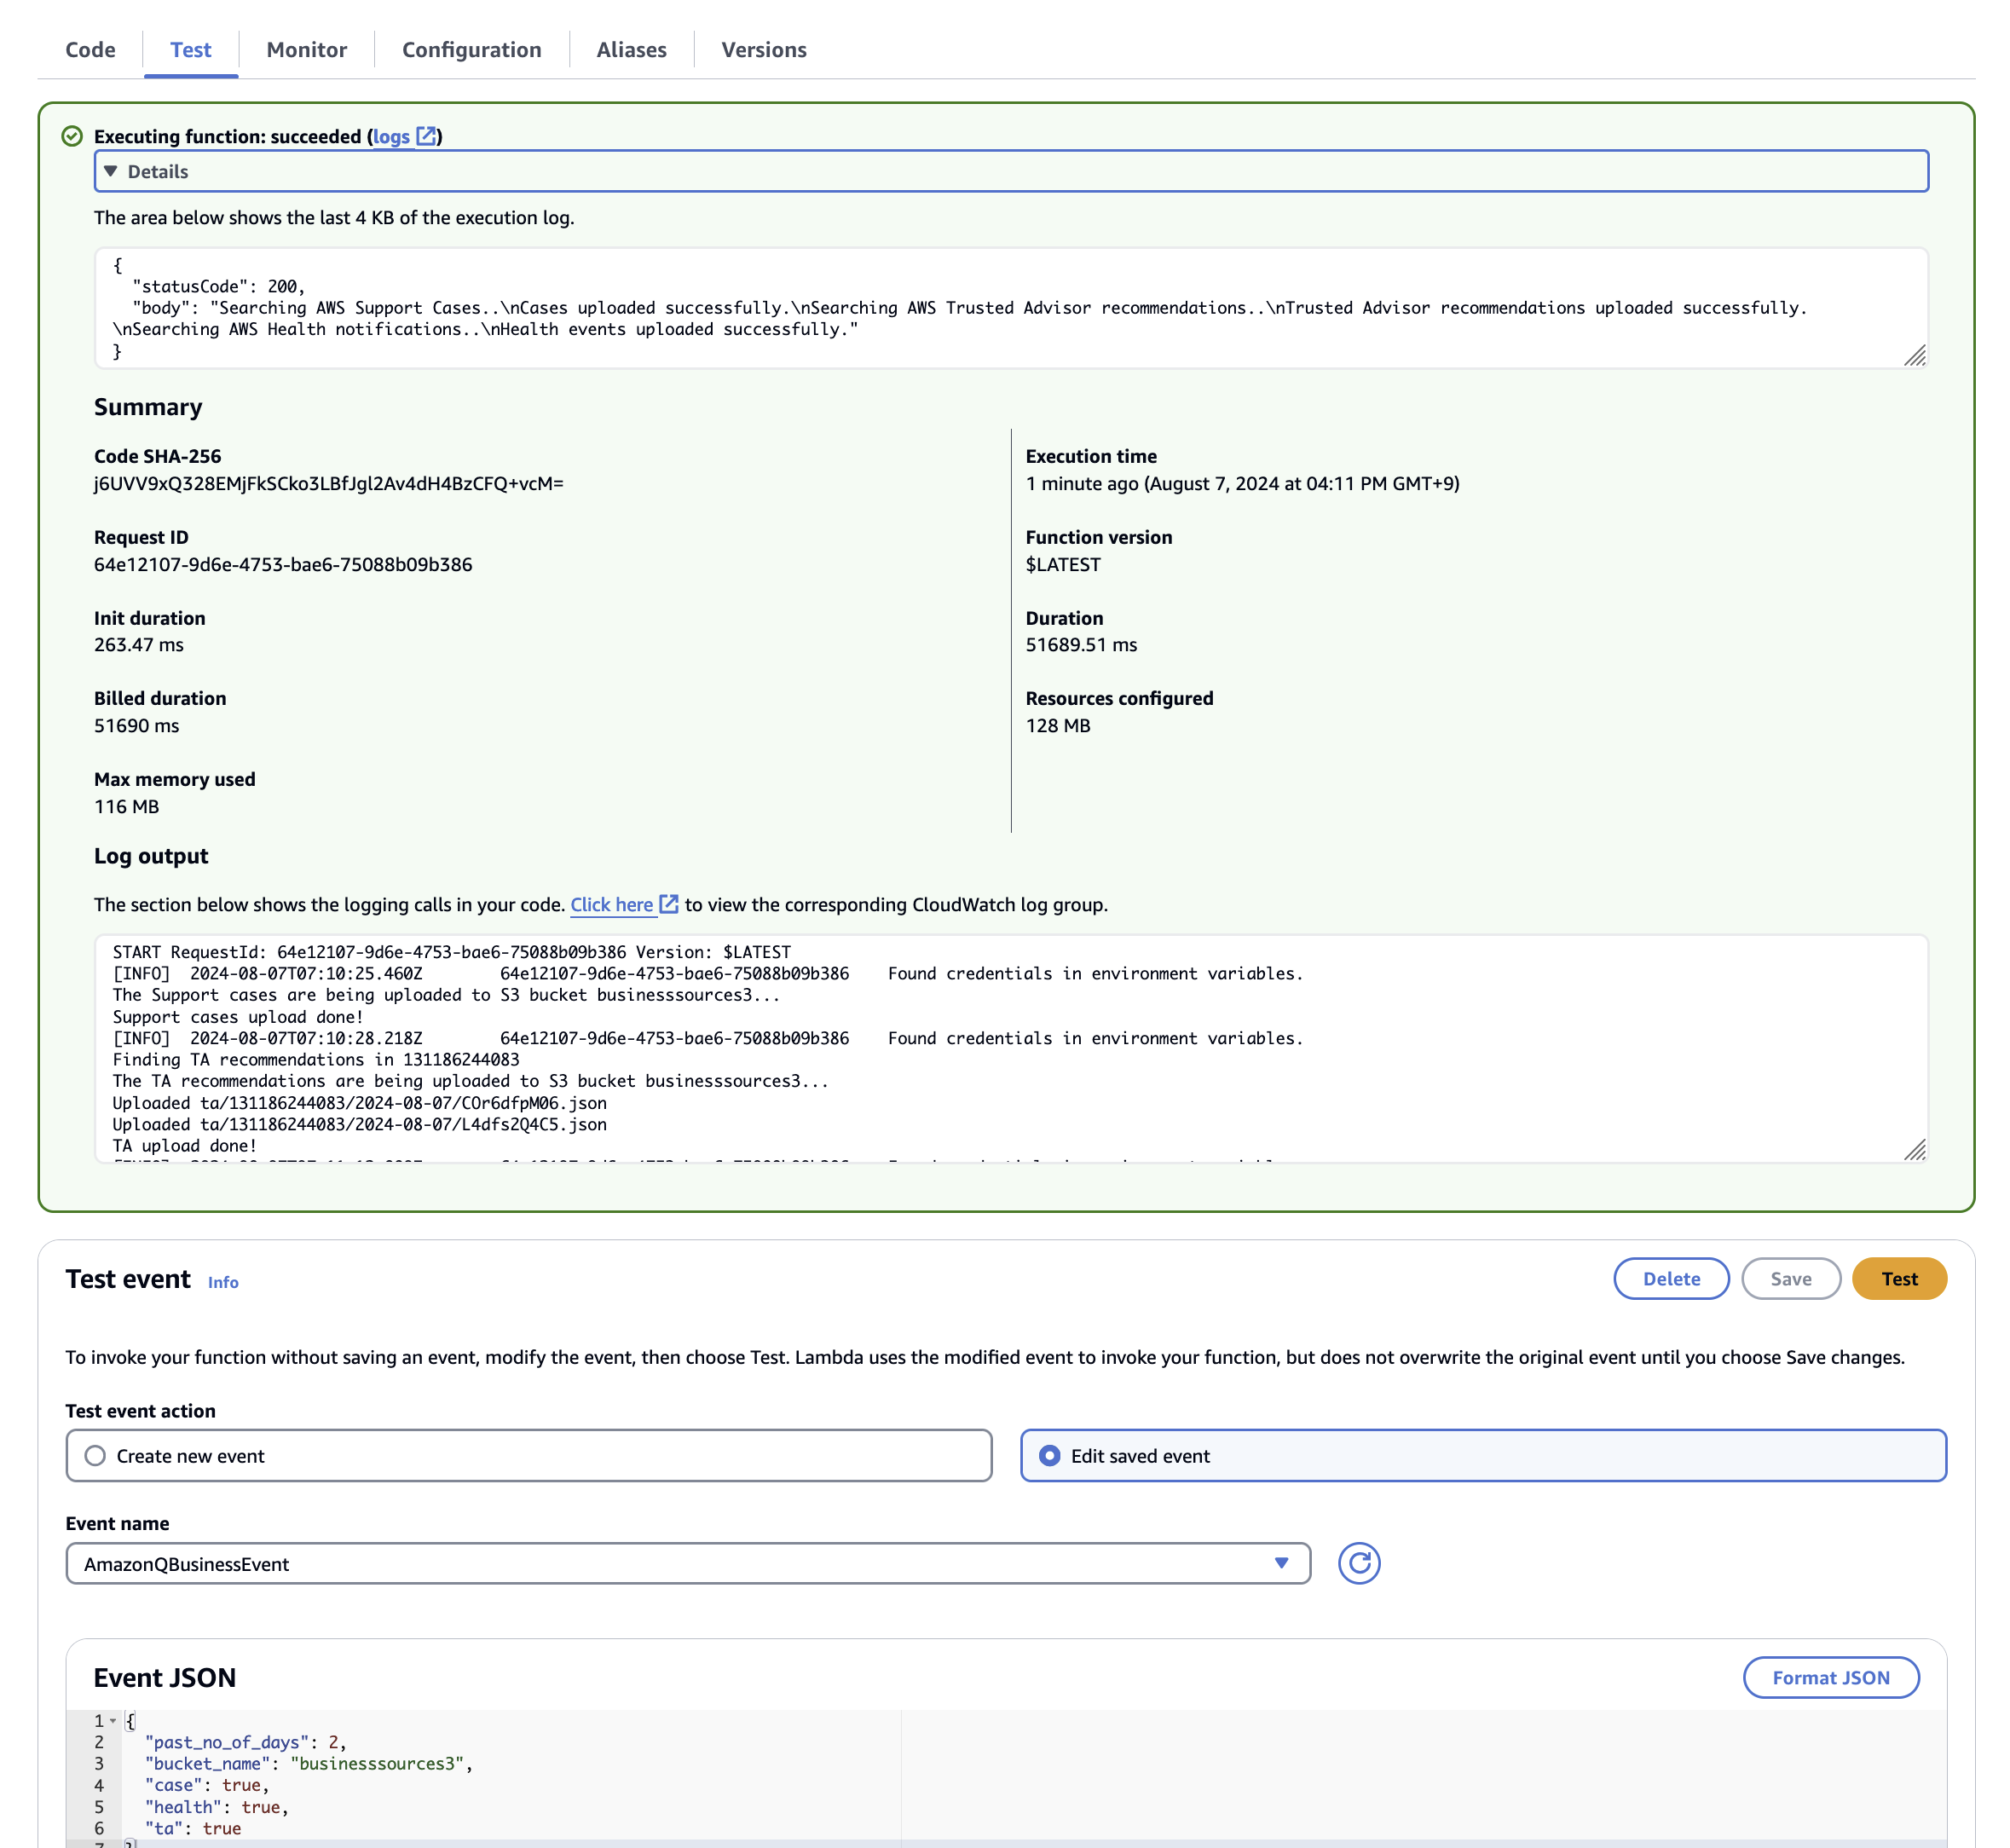 Code
Test
Monitor
Configuration
Aliases
Versions
Executing function: succeeded (logs)
Details
The area below shows the last 4 KB of the execution log.
{
"statusCode": 200,
"body": "Searching AWS Support Cases..\nCases uploaded successfully.\nSearching AWS Trusted Advisor recommendations..\nTrusted Advisor recommendations uploaded successfully.
\nSearching AWS Health notifications..\nHealth events uploaded successfully."
}
Summary
Code SHA-256
j6UVV9xQ328EMjFkSCko3LBfJgl2Av4dH4BzCFQ+vcM=
Execution time
1 minute ago (August 7, 2024 at 04:11 PM GMT+9)
Request ID
64e12107-9d6e-4753-bae6-75088b09b386
Function version
$LATEST
Init duration
263.47 ms
Duration
51689.51 ms
Billed duration
51690 ms
Resources configured
128 MB
Max memory used
116 MB
Log output
The section below shows the logging calls in your code. Click here to view the corresponding CloudWatch log group.
START RequestId: 64e12107-9d6e-4753-bae6-75088b09b386 Version: $LATEST
[INFO] 2024-08-07T07:10:25.460Z 64e12107-9d6e-4753-bae6-75088b09b386 Found credentials in environment variables.
The Support cases are being uploaded to S3 bucket businesssources3...
Support cases upload done!
[INFO] 2024-08-07T07:10:28.218Z 64e12107-9d6e-4753-bae6-75088b09b386 Found credentials in environment variables.
Finding TA recommendations in 131186244083
The TA recommendations are being uploaded to S3 bucket businesssources3...
Uploaded ta/131186244083/2024-08-07/COr6dfpM06.json
Uploaded ta/131186244083/2024-08-07/L4dfs2Q4C5.json
TA upload done!
Test event Info
Delete
Save
Test
To invoke your function without saving an event, modify the event, then choose Test. Lambda uses the modified event to invoke your function, but does not overwrite the original event until you choose Save changes.
Test event action
Create new event
Edit saved event
Event name
AmazonQBusinessEvent
Event JSON
Format JSON
1 {
2 "past_no_of_days": 2,
3 "bucket_name": "businesssources3",
4 "case": true,
5 "health": true,
6 "ta": true
7 }